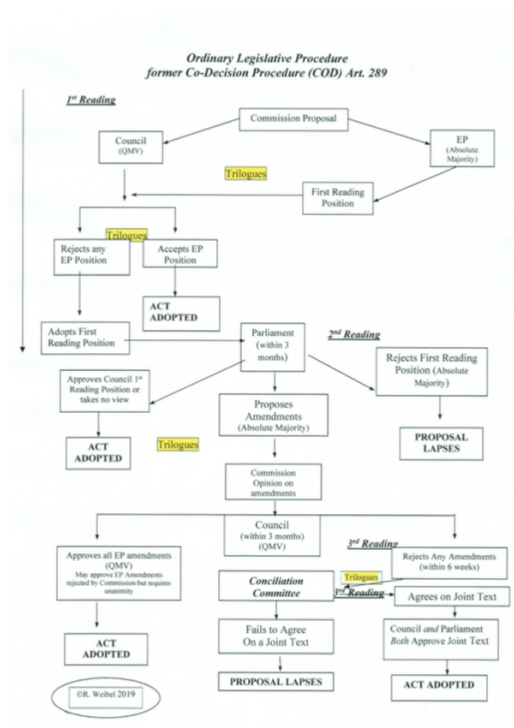 Ordinary Legislative Procedure
former Co-Decision Procedure (COD) Art. 289
1st Reading
Commission Proposal
Council
(QMV)
EP
(Absolute
Majority)
Trilogues
First Reading
Position
Trilogues
Rejects any
EP Position
Accepts EP
Position
ACT
ADOPTED
Adopts First
Reading Position
Parliament
(within 3
months)
2nd Reading
Rejects First Reading
Position (Absolute
Majority)
Approves Council 1st
Reading Position or
takes no view
Proposes
Amendments
(Absolute Majority)
PROPOSAL
LAPSES
ACT
ADOPTED
Trilogues
Commission
Opinion on
amendments
Council
(within 3 months)
(QMV)
Approves all EP amendments
(QMV)
May approve EP Amendments
rejected by Commission but requires
unanimity
3rd Reading
Rejects Any Amendments
(within 6 weeks)
Trilogues
Conciliation
Committee
3rd Reading
Agrees on Joint Text
Fails to Agree
On a Joint Text
Council and Parliament
Both Approve Joint Text
ACT
ADOPTED
PROPOSAL LAPSES
ACT ADOPTED
©R. Weibel 2019